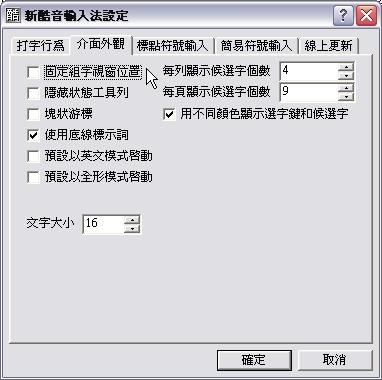 新酷音輸入法設定
打字行為 介面外觀 標點符號輸入 簡易符號輸入 線上更新
固定組字視窗位置 每列顯示候選字個數 4
隱藏狀態工具列 每頁顯示候選字個數 9
塊狀游標 用不同顏色顯示選字鍵和候選字
使用底線標示詞
預設以英文模式啓動
預設以全形模式啓動
文字大小 16
確定 取消